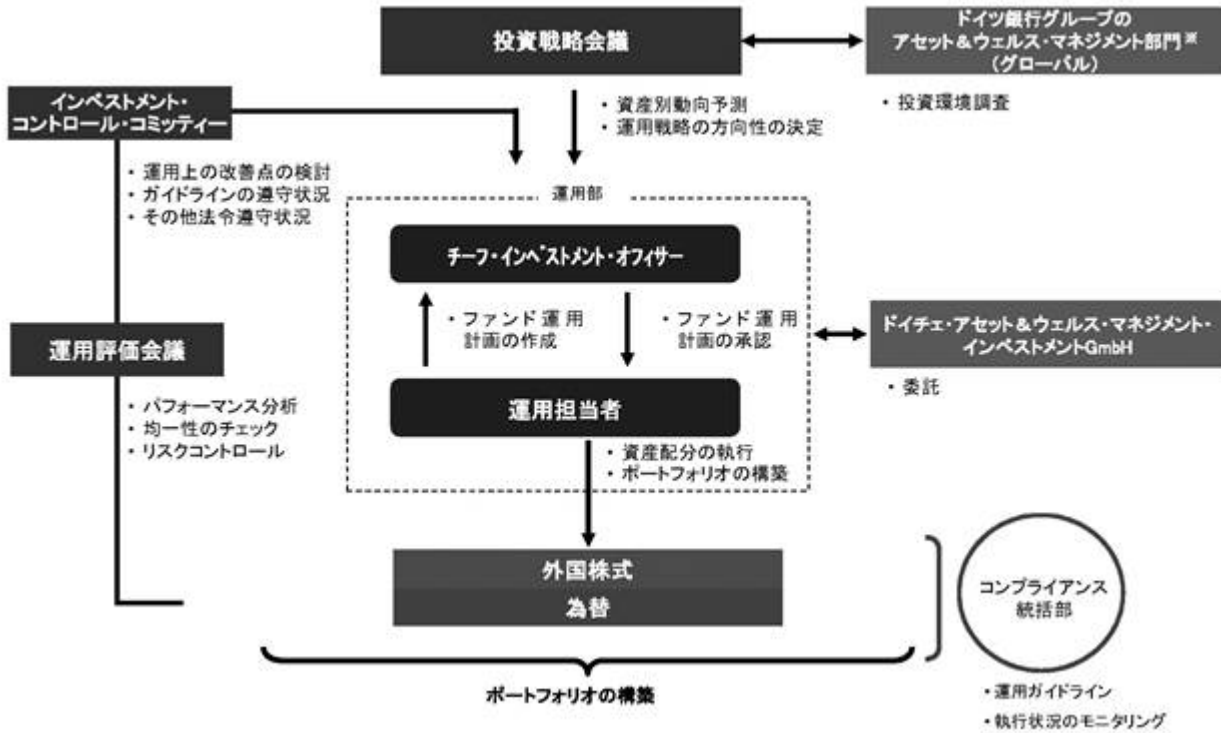 投資戦略会議
ドイツ銀行グループの
アセット&ウェルス・マネジメント部門※
(グローバル)
・投資環境調査
・資産別動向予測
・運用戦略の方向性の決定
インベストメント・
コントロール・コミッティー
・運用上の改善点の検討
・ガイドラインの遵守状況
・その他法令遵守状況
運用部
チーフ・インベストメント・オフィサー
・ファンド運用
計画の作成
・ファンド運用
計画の承認
ドイチェ・アセット&ウェルス・マネジメント・
インベストメントGmbH
・委託
運用評価会議
・パフォーマンス分析
・均一性のチェック
・リスクコントロール
運用担当者
・資産配分の執行
・ポートフォリオの構築
外国株式
為替
コンプライアンス
統括部
ポートフォリオの構築
・運用ガイドライン
・執行状況のモニタリング